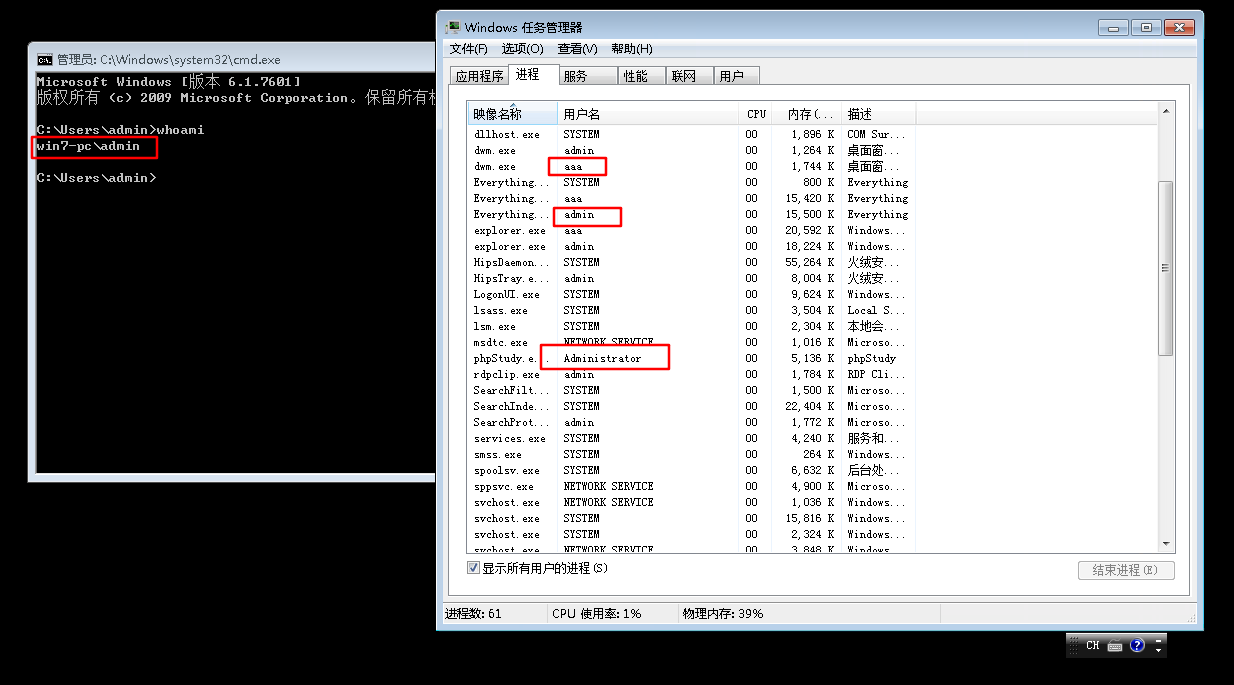 管理员: C:\Windows\system32\cmd.exe
Microsoft Windows [版本 6.1.7601]
版权所有 (c) 2009 Microsoft Corporation。保留所有
C:\Users\admin>whoami
win7-pc\admin
C:\Users\admin>
Windows 任务管理器
文件(F) 选项(O) 查看(V) 帮助(H)
应用程序 进程 服务 性能 联网 用户
映像名称 用户名 CPU 内存(... 描述
dllhost.exe SYSTEM 00 1,896 K COM Sur...
dwm.exe admin 00 1,264 K 桌面窗...
dwm.exe aaa 00 1,744 K 桌面窗...
Everything... SYSTEM 00 800 K Everything
Everything... aaa 00 15,420 K Everything
Everything... admin 00 15,500 K Everything
explorer.exe aaa 00 20,592 K Windows...
explorer.exe admin 00 18,224 K Windows...
HipsDaemon... SYSTEM 00 55,264 K 火绒安...
HipsTray.e... admin 00 8,004 K 火绒安...
LogonUI.exe SYSTEM 00 9,624 K Windows...
lsass.exe SYSTEM 00 3,504 K Local S...
lsm.exe SYSTEM 00 2,304 K 本地会...
msdtc.exe NETWORK SERVICE 00 1,016 K Microso...
phpStudy.e... Administrator 00 5,136 K phpStudy
rdpclip.exe admin 00 1,784 K RDP Cli...
SearchFilt... SYSTEM 00 1,500 K Microso...
SearchInde... SYSTEM 00 22,404 K Microso...
SearchProt... admin 00 1,772 K Microso...
services.exe SYSTEM 00 4,240 K 服务和...
smss.exe SYSTEM 00 264 K Windows...
spoolsv.exe SYSTEM 00 6,632 K 后台处...
sppsvc.exe NETWORK SERVICE 00 4,900 K Microso...
svchost.exe NETWORK SERVICE 00 1,036 K Windows...
svchost.exe SYSTEM 00 15,816 K Windows...
svchost.exe SYSTEM 00 2,324 K Windows...
svchost.exe NETWORK SERVICE 00 3,848 K Windows...
显示所有用户的进程(S)
结束进程(E)
进程数: 61 CPU 使用率: 1% 物理内存: 39%
CH